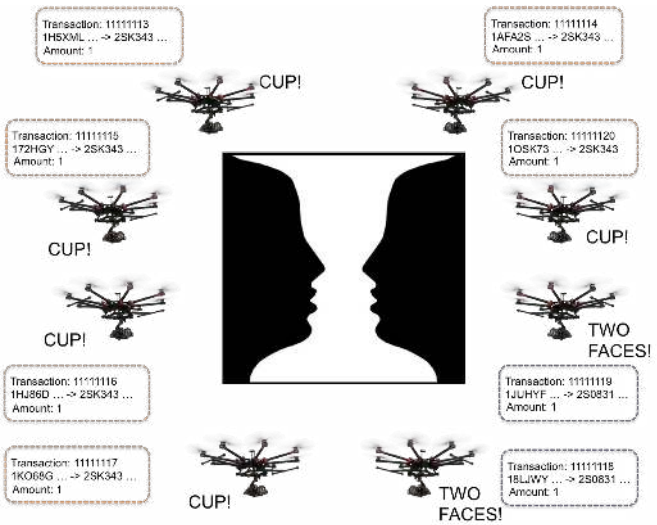 Transaction: 11111113
1H5XML ... -> 2SK343 ...
Amount: 1
CUP!
Transaction: 11111114
1AFA2S ... -> 2SK343 ...
Amount: 1
CUP!
Transaction: 11111115
172HGY ... -> 2SK343 ...
Amount: 1
CUP!
Transaction: 11111120
1OSK73 ... -> 2SK343
Amount: 1
CUP!
CUP!
TWO
FACES!
Transaction: 11111116
1HJ86D ... -> 2SK343 ...
Amount: 1
Transaction: 11111119
1JUHYF ... -> 2S0831 ...
Amount: 1
Transaction: 11111117
1KO68G ... -> 2SK343 ...
Amount: 1
CUP!
TWO
FACES!
Transaction: 11111118
18LJWY ... -> 2S0831 ...
Amount: 1